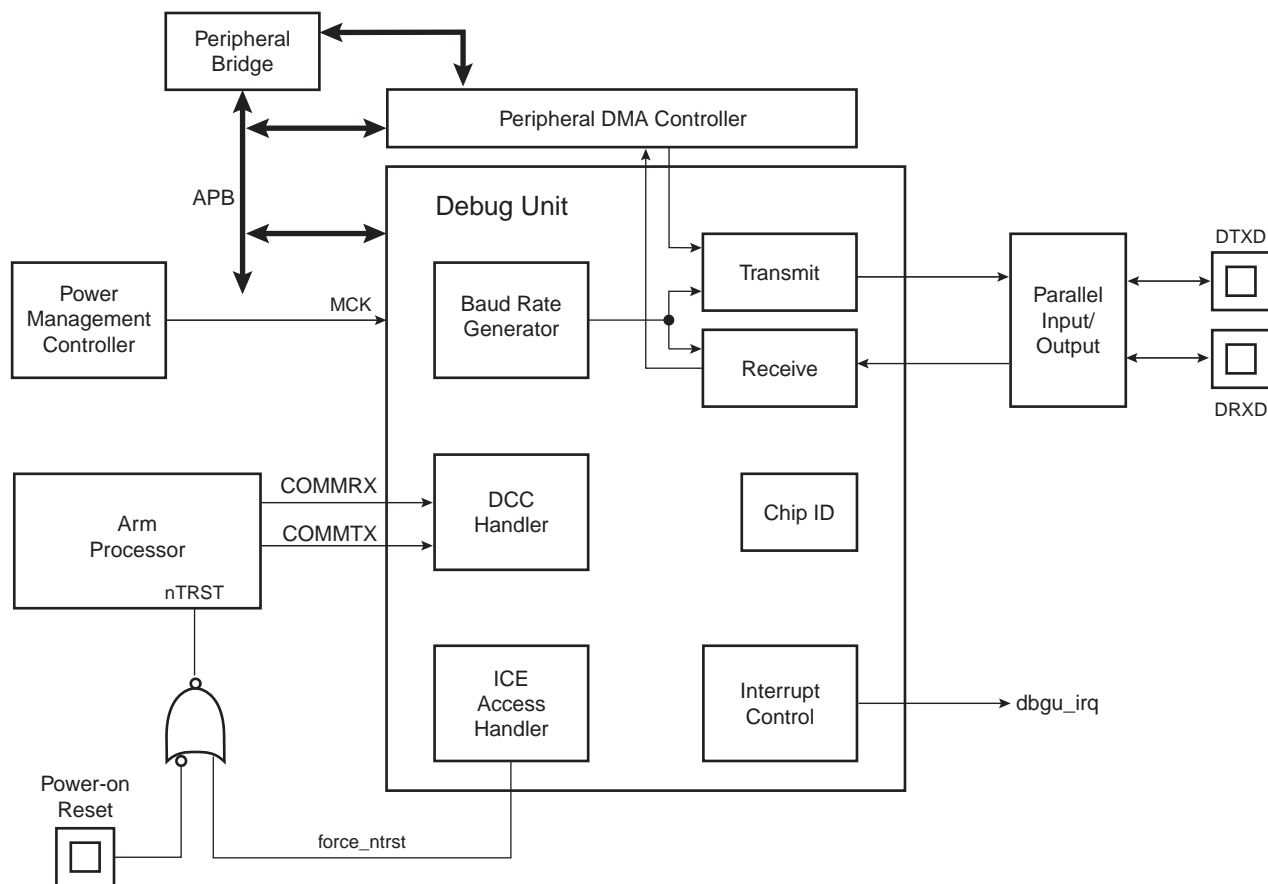 Peripheral
Bridge
Peripheral DMA Controller
APB
Debug Unit
Power
Management
Controller
MCK
Baud Rate
Generator
Transmit
Receive
Parallel
Input/
Output
DTXD
DRXD
Arm
Processor
nTRST
COMMRX
COMMTX
DCC
Handler
Chip ID
ICE
Access
Handler
Interrupt
Control
dbgu_irq
Power-on
Reset
force_ntrst